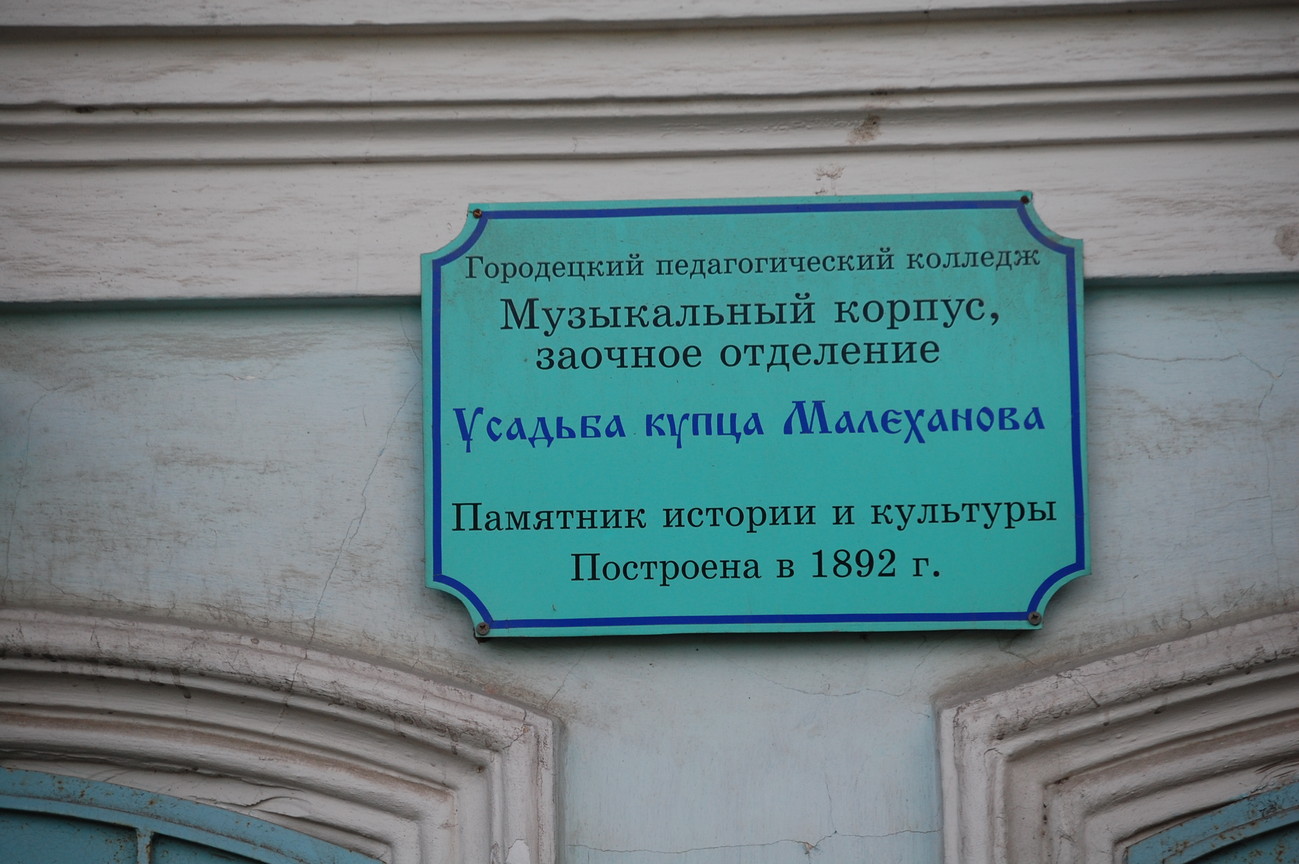 Городецкий педагогический колледж
Музыкальный корпус,
заочное отделение
Усадьба купца Малеханова
Памятник истории и культуры
Построена в 1892 г.